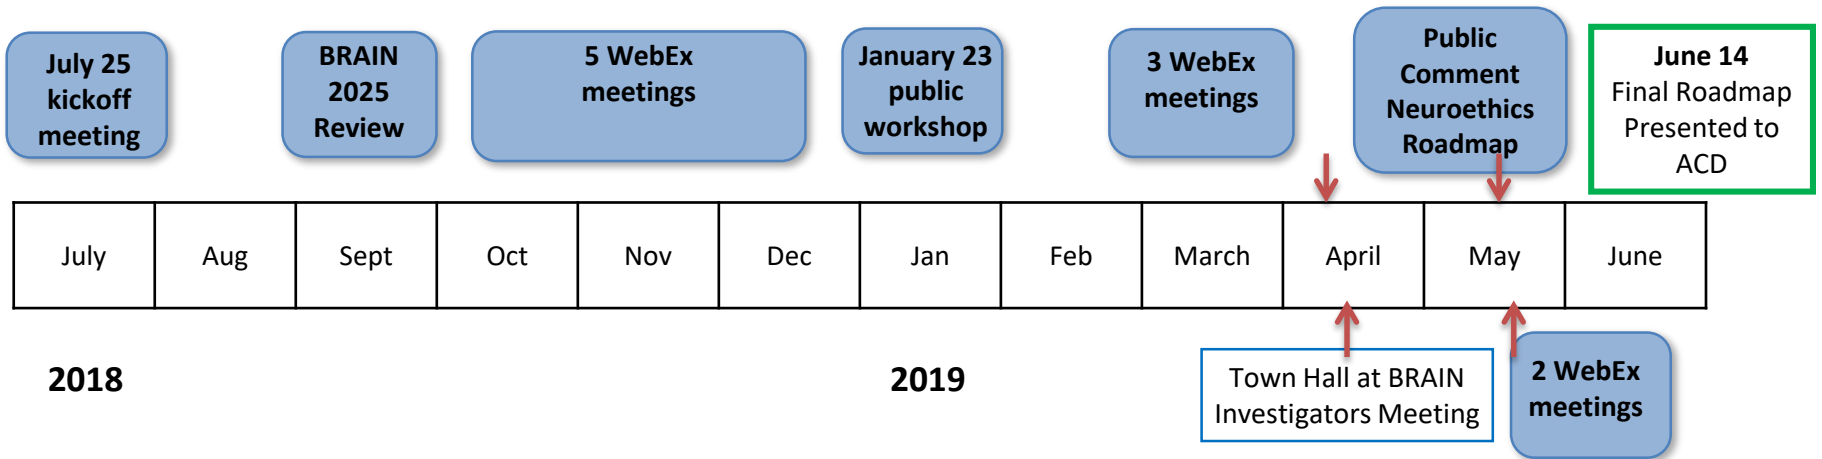 July 25
kickoff
meeting
BRAIN
2025
Review
5 WebEx
meetings
January 23
public
workshop
3 WebEx
meetings
Public
Comment
Neuroethics
Roadmap
June 14
Final Roadmap
Presented to
ACD
July Aug Sept Oct Nov Dec Jan Feb March April May June
2018
2019
Town Hall at BRAIN
Investigators Meeting
2 WebEx
meetings